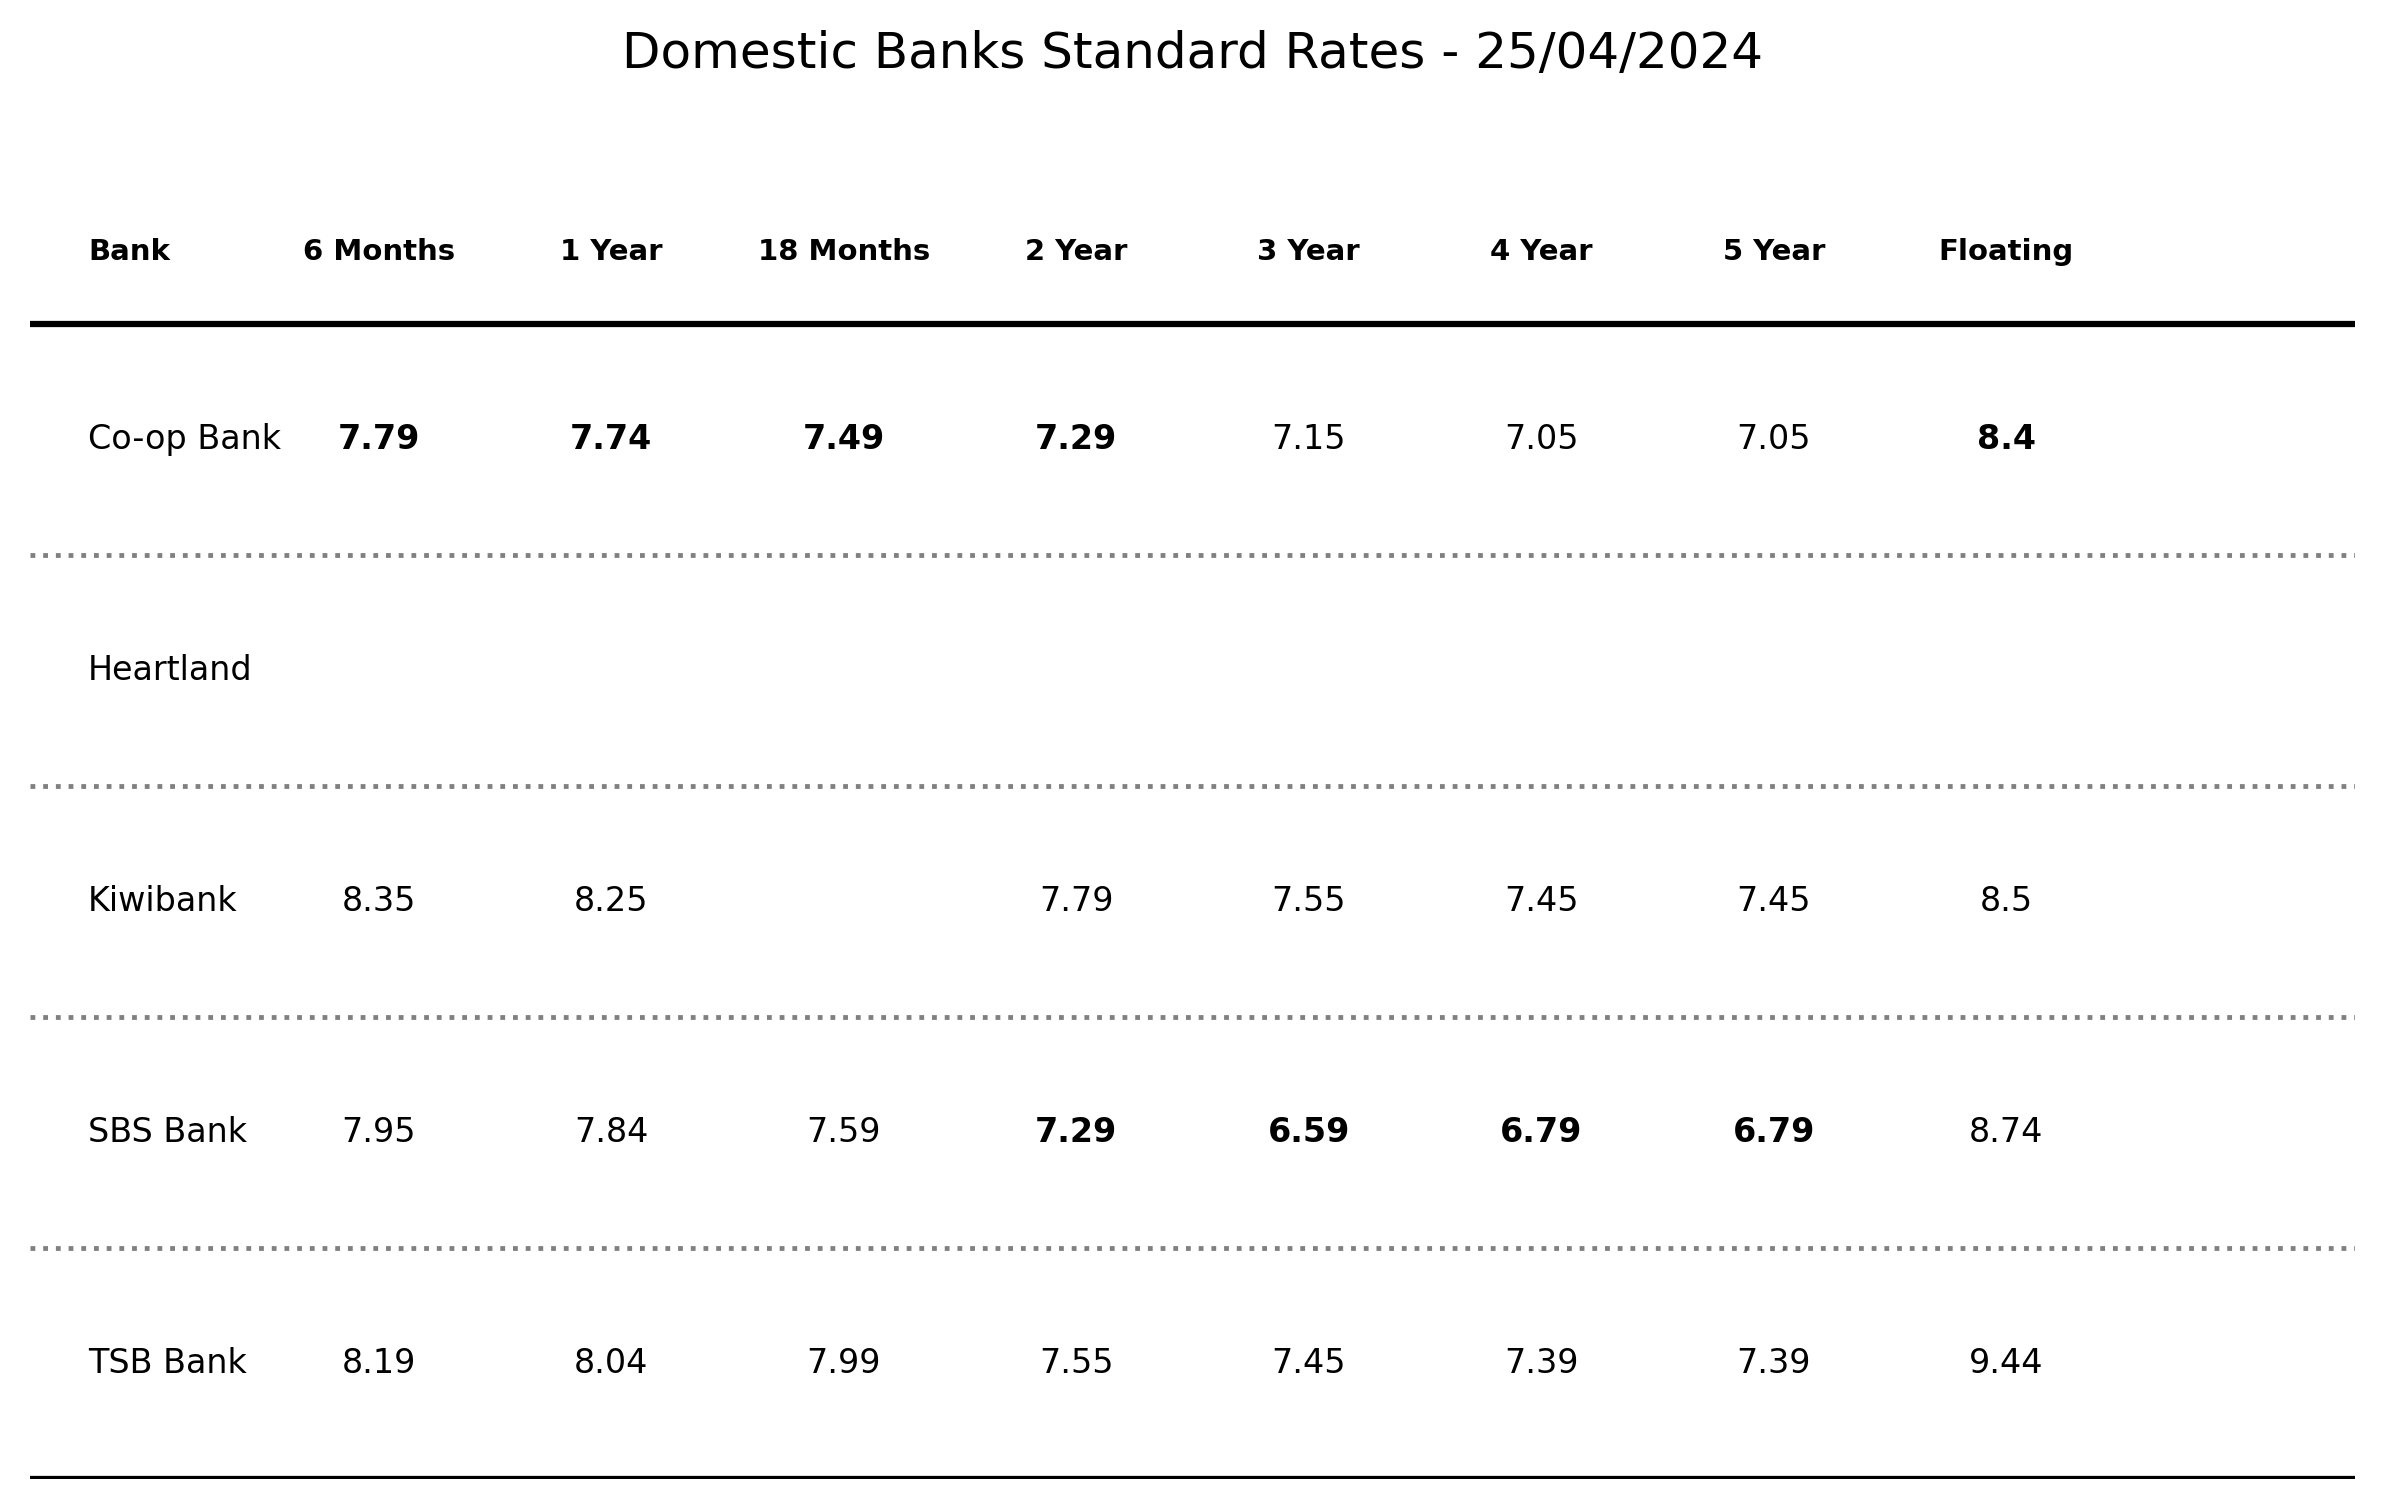 Domestic Banks Standard Rates - 25/04/2024
Bank 6 Months 1 Year 18 Months 2 Year 3 Year 4 Year 5 Year Floating
Co-op Bank 7.79 7.74 7.49 7.29 7.15 7.05 7.05 8.4
Heartland
Kiwibank 8.35 8.25 7.79 7.55 7.45 7.45 8.5
SBS Bank 7.95 7.84 7.59 7.29 6.59 6.79 6.79 8.74
TSB Bank 8.19 8.04 7.99 7.55 7.45 7.39 7.39 9.44